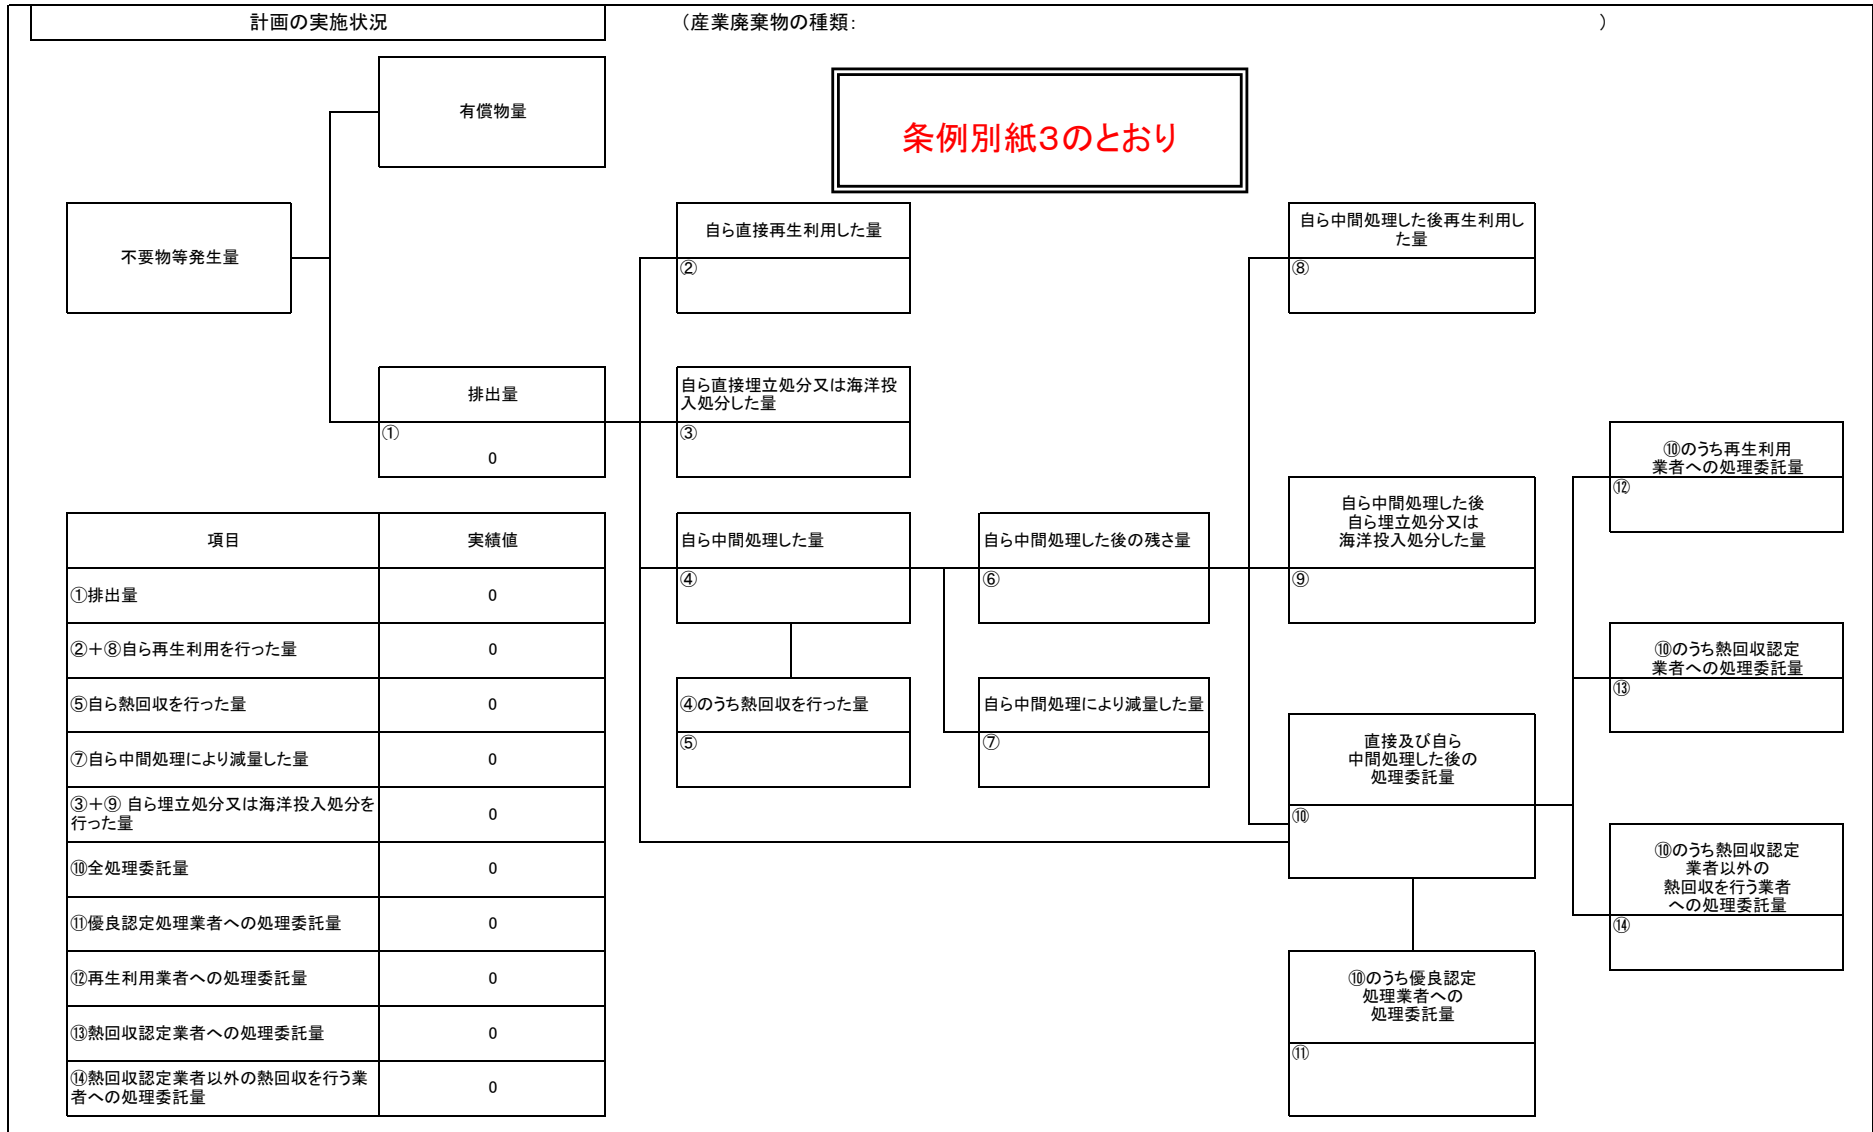 計画の実施状況
（産業廃棄物の種類：　）
有償物量
条例別紙３のとおり
不要物等発生量
自ら直接再生利用した量
②
自ら中間処理した後再生利用し
た量
⑧
排出量
①
0
自ら直接埋立処分又は海洋投
入処分した量
③
⑩のうち再生利用
業者への処理委託量
⑫
自ら中間処理した量
④
自ら中間処理した後の残さ量
⑥
自ら中間処理した後
自ら埋立処分又は
海洋投入処分した量
⑨
⑩のうち熱回収認定
業者への処理委託量
⑬
④のうち熱回収を行った量
⑤
自ら中間処理により減量した量
⑦
直接及び自ら
中間処理した後の
処理委託量
⑩
⑩のうち熱回収認定
業者以外の
熱回収を行う業者
への処理委託量
⑭
⑩のうち優良認定
処理業者への
処理委託量
⑪
項目 実績値
①排出量 0
②＋⑧自ら再生利用を行った量 0
⑤自ら熱回収を行った量 0
⑦自ら中間処理により減量した量 0
③＋⑨ 自ら埋立処分又は海洋投入処分を
行った量 0
⑩全処理委託量 0
⑪優良認定処理業者への処理委託量 0
⑫再生利用業者への処理委託量 0
⑬熱回収認定業者への処理委託量 0
⑭熱回収認定業者以外の熱回収を行う業
者への処理委託量 0